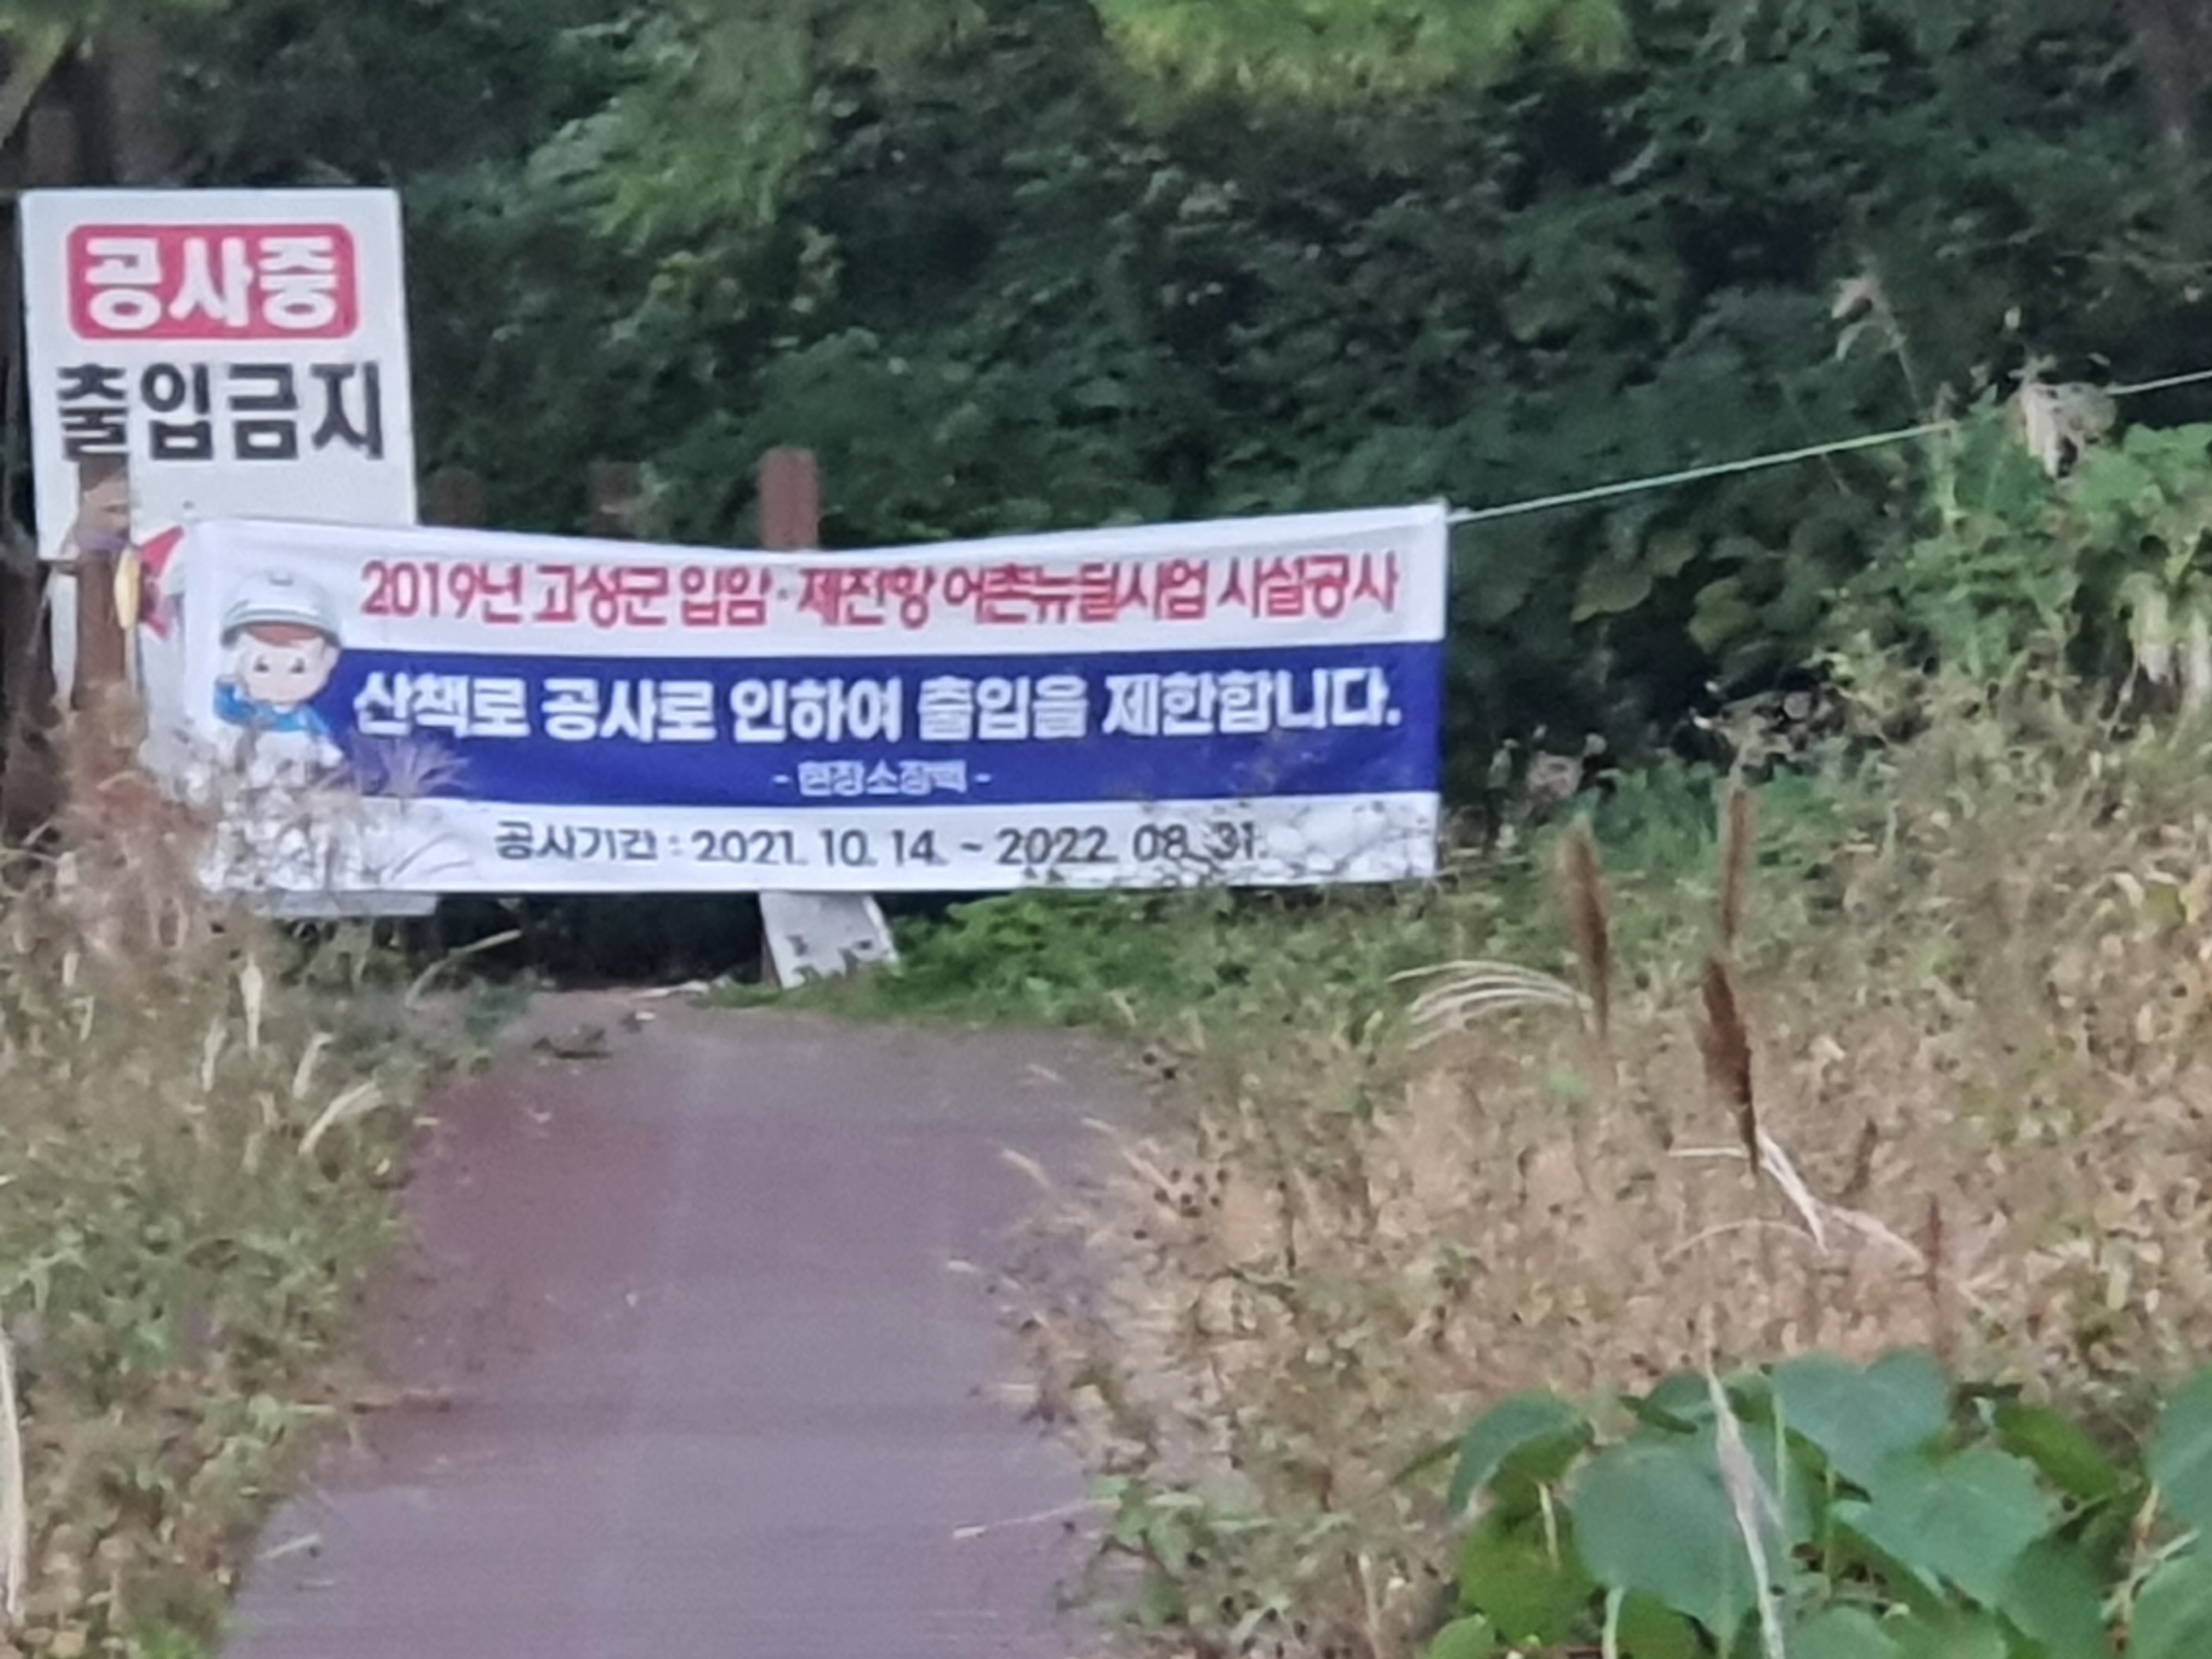 공사중
출입금지
2019년 고성군 입암·제전항 어촌뉴딜사업 시설공사
산책로 공사로 인하여 출입을 제한합니다.
- 현장소장백 -
공사기간 : 2021. 10. 14. ~ 2022. 08. 31.